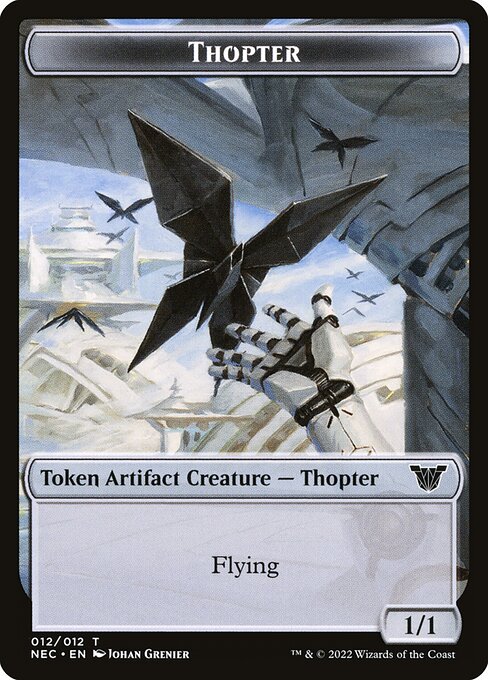 Thopter
Token Artifact Creature — Thopter
Flying
1/1
012/012 T
NEC • EN Johan Grenier
™ & © 2022 Wizards of the Coast